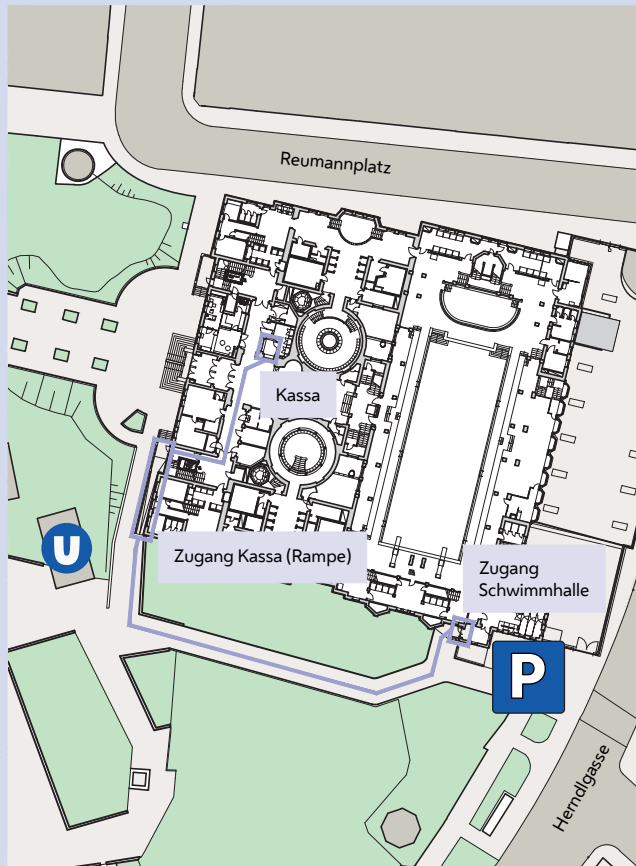 Reumannplatz
Kassa
U
Zugang Kassa (Rampe)
Zugang
Schwimmhalle
P
Herndlgasse